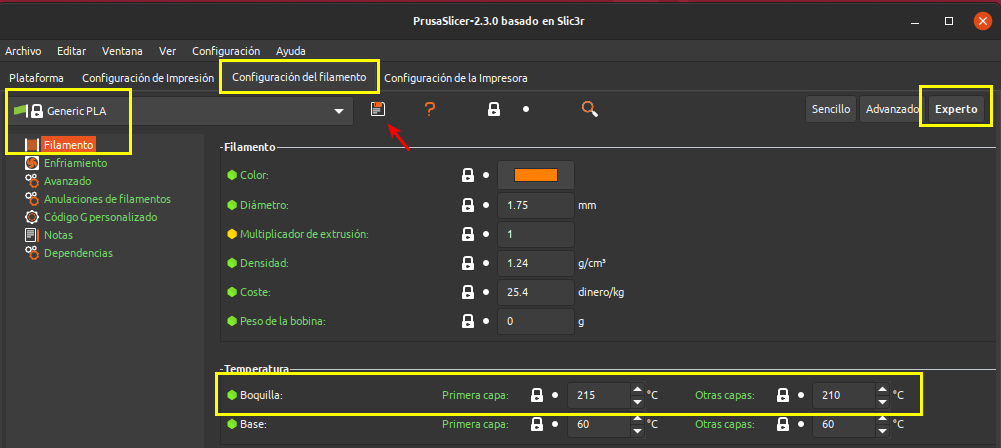 PrusaSlicer-2.3.0 basado en Slic3r
Archivo Editar Ventana Ver Configuración Ayuda
Plataforma Configuración de Impresión Configuración del filamento Configuración de la Impresora
Generic PLA ? Sencillo Advanzado Experto
Filamento
Enfriamiento
Avanzado
Anulaciones de filamentos
Código G personalizado
Notas
Dependencias
Filamento
Color:
Diámetro: 1.75 mm
Multiplicador de extrusión: 1
Densidad: 1.24 g/cm³
Coste: 25.4 dinero/kg
Peso de la bobina: 0 g
Temperatura
Boquilla: Primera capa: 215 °C Otras capas: 210 °C
Base: Primera capa: 60 °C Otras capas: 60 °C